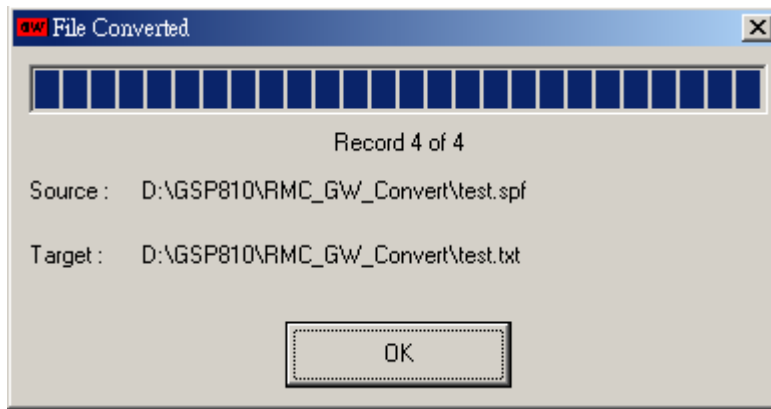 GW File Converted
Record 4 of 4
Source : D:\GSP810\RMC_GW_Convert\test.spf
Target : D:\GSP810\RMC_GW_Convert\test.txt
OK